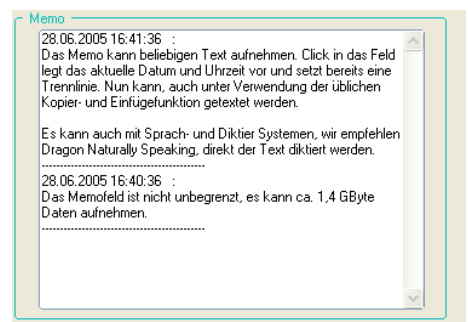 Memo
28.06.2005 16:41:36 :
Das Memo kann beliebigen Text aufnehmen. Click in das Feld
legt das aktuelle Datum und Uhrzeit vor und setzt bereits eine
Trennlinie. Nun kann, auch unter Verwendung der üblichen
Kopier- und Einfügefunktion getextet werden.
Es kann auch mit Sprach- und Diktier Systemen, wir empfehlen
Dragon Naturally Speaking, direkt der Text diktiert werden.
---------------------------------------------
28.06.2005 16:40:36 :
Das Memofeld ist nicht unbegrenzt, es kann ca. 1,4 GByte
Daten aufnehmen.
---------------------------------------------